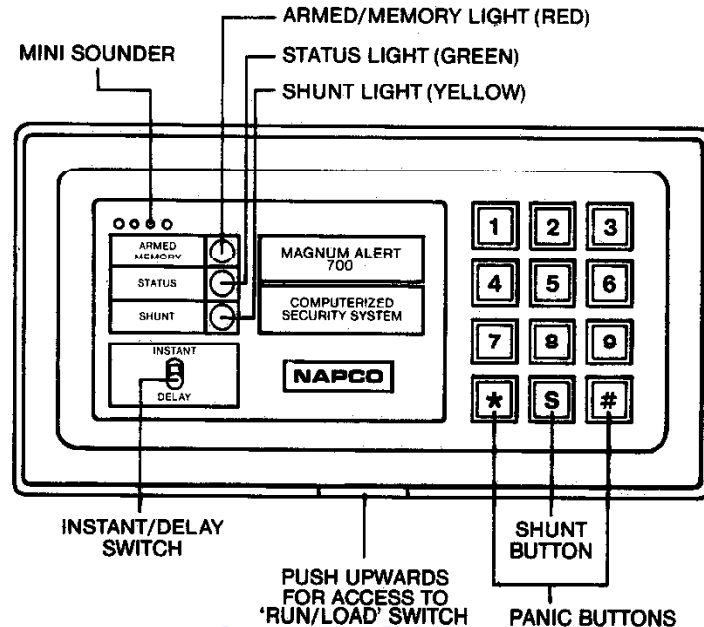 ARMED/MEMORY LIGHT (RED)
MINI SOUNDER
STATUS LIGHT (GREEN)
SHUNT LIGHT (YELLOW)
ARMED
MEMORY
STATUS
SHUNT
MAGNUM ALERT
700
COMPUTERIZED
SECURITY SYSTEM
INSTANT
DELAY
NAPCO
1 2 3
4 5 6
7 8 9
* S #
INSTANT/DELAY
SWITCH
PUSH UPWARDS
FOR ACCESS TO
'RUN/LOAD' SWITCH
SHUNT
BUTTON
PANIC BUTTONS